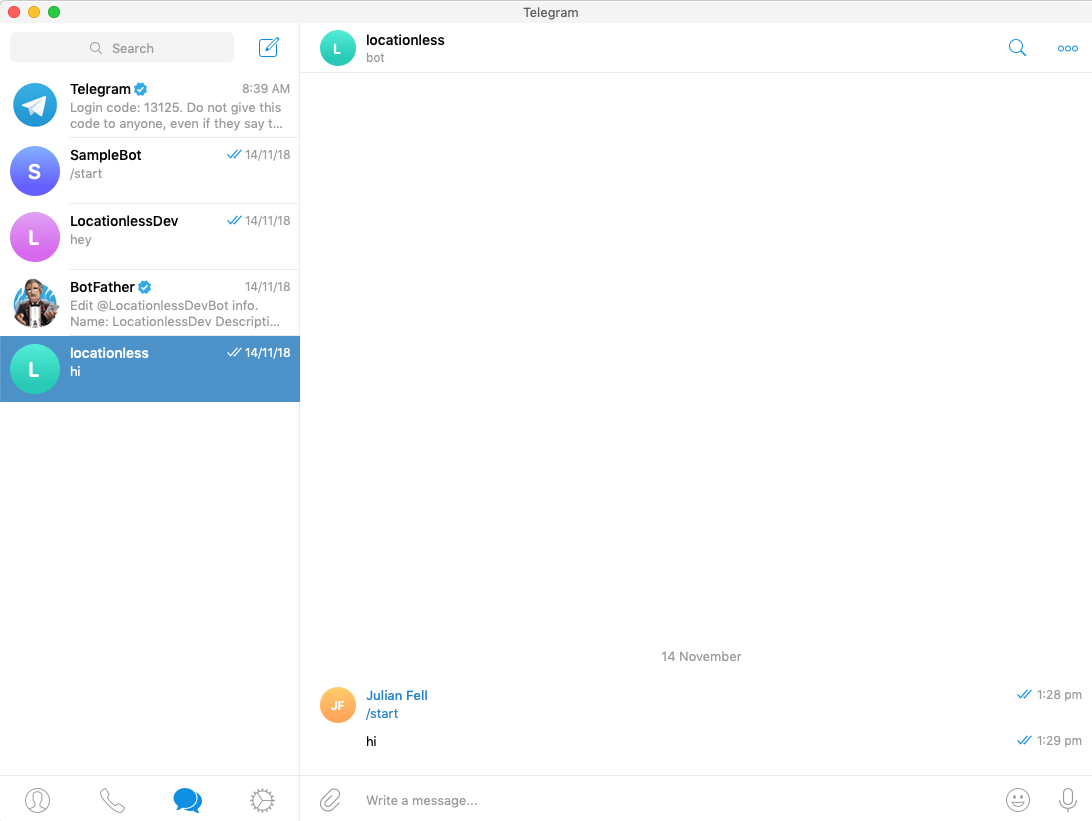 Telegram
Search
Telegram
8:39 AM
Login code: 13125. Do not give this
code to anyone, even if they say t...
S
SampleBot
14/11/18
/start
L
LocationlessDev
14/11/18
hey
BotFather
14/11/18
Edit @LocationlessDevBot info.
Name: LocationlessDev Descripti...
L
locationless
14/11/18
hi
L
locationless
bot
14 November
JF
Julian Fell
1:28 pm
/start
hi
1:29 pm
Write a message...